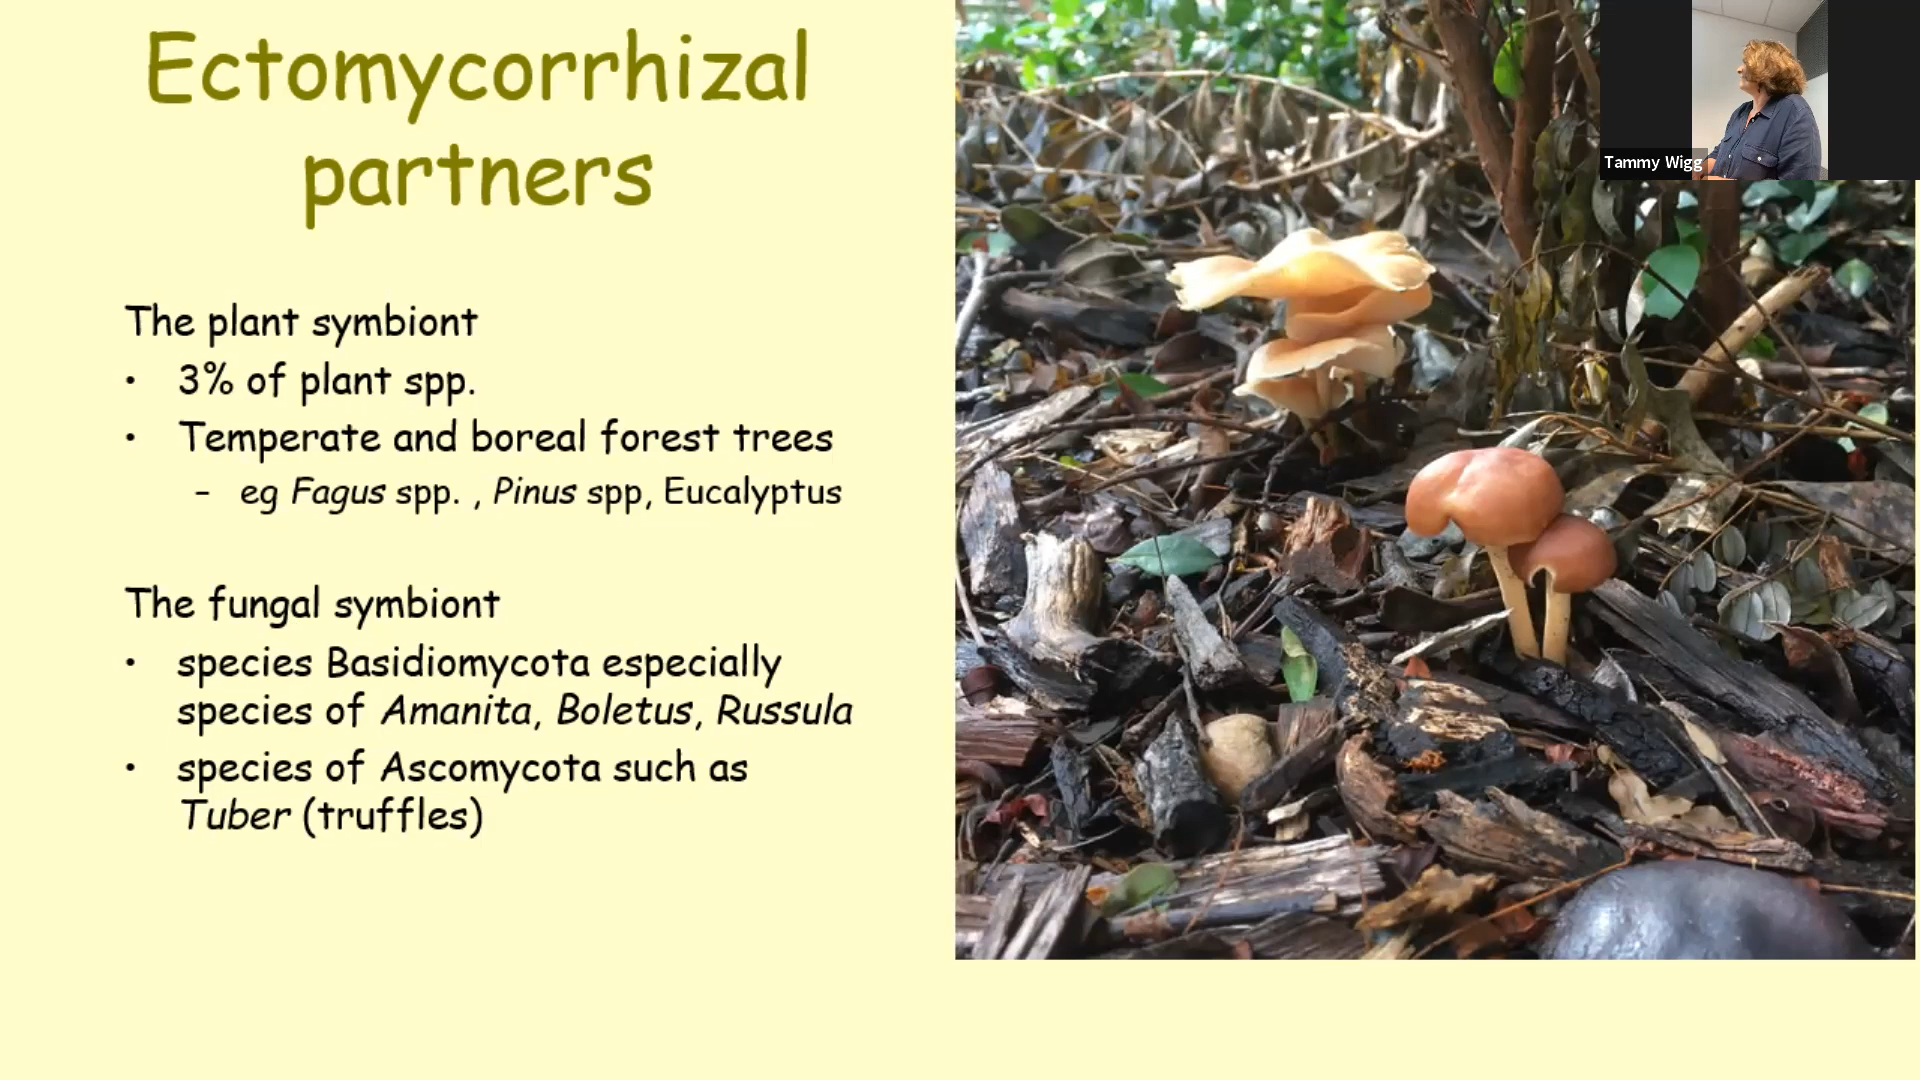 Ectomycorrhizal
partners
The plant symbiont
• 3% of plant spp.
• Temperate and boreal forest trees
– eg Fagus spp. , Pinus spp, Eucalyptus
The fungal symbiont
• species Basidiomycota especially
species of Amanita, Boletus, Russula
• species of Ascomycota such as
Tuber (truffles)
Tammy Wigg